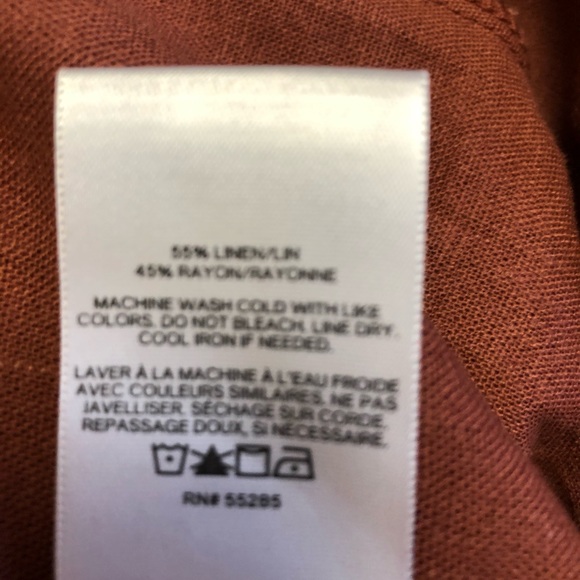 55% LINEN/LIN
45% RAYON/RAYONNE
MACHINE WASH COLD WITH LIKE
COLORS. DO NOT BLEACH. LINE DRY.
COOL IRON IF NEEDED.
LAVER À LA MACHINE À L'EAU FROIDE
AVEC COULEURS SIMILAIRES. NE PAS
JAVELLISER. SÉCHAGE SUR CORDE.
REPASSAGE DOUX, SI NÉCESSAIRE.
RN# 55285